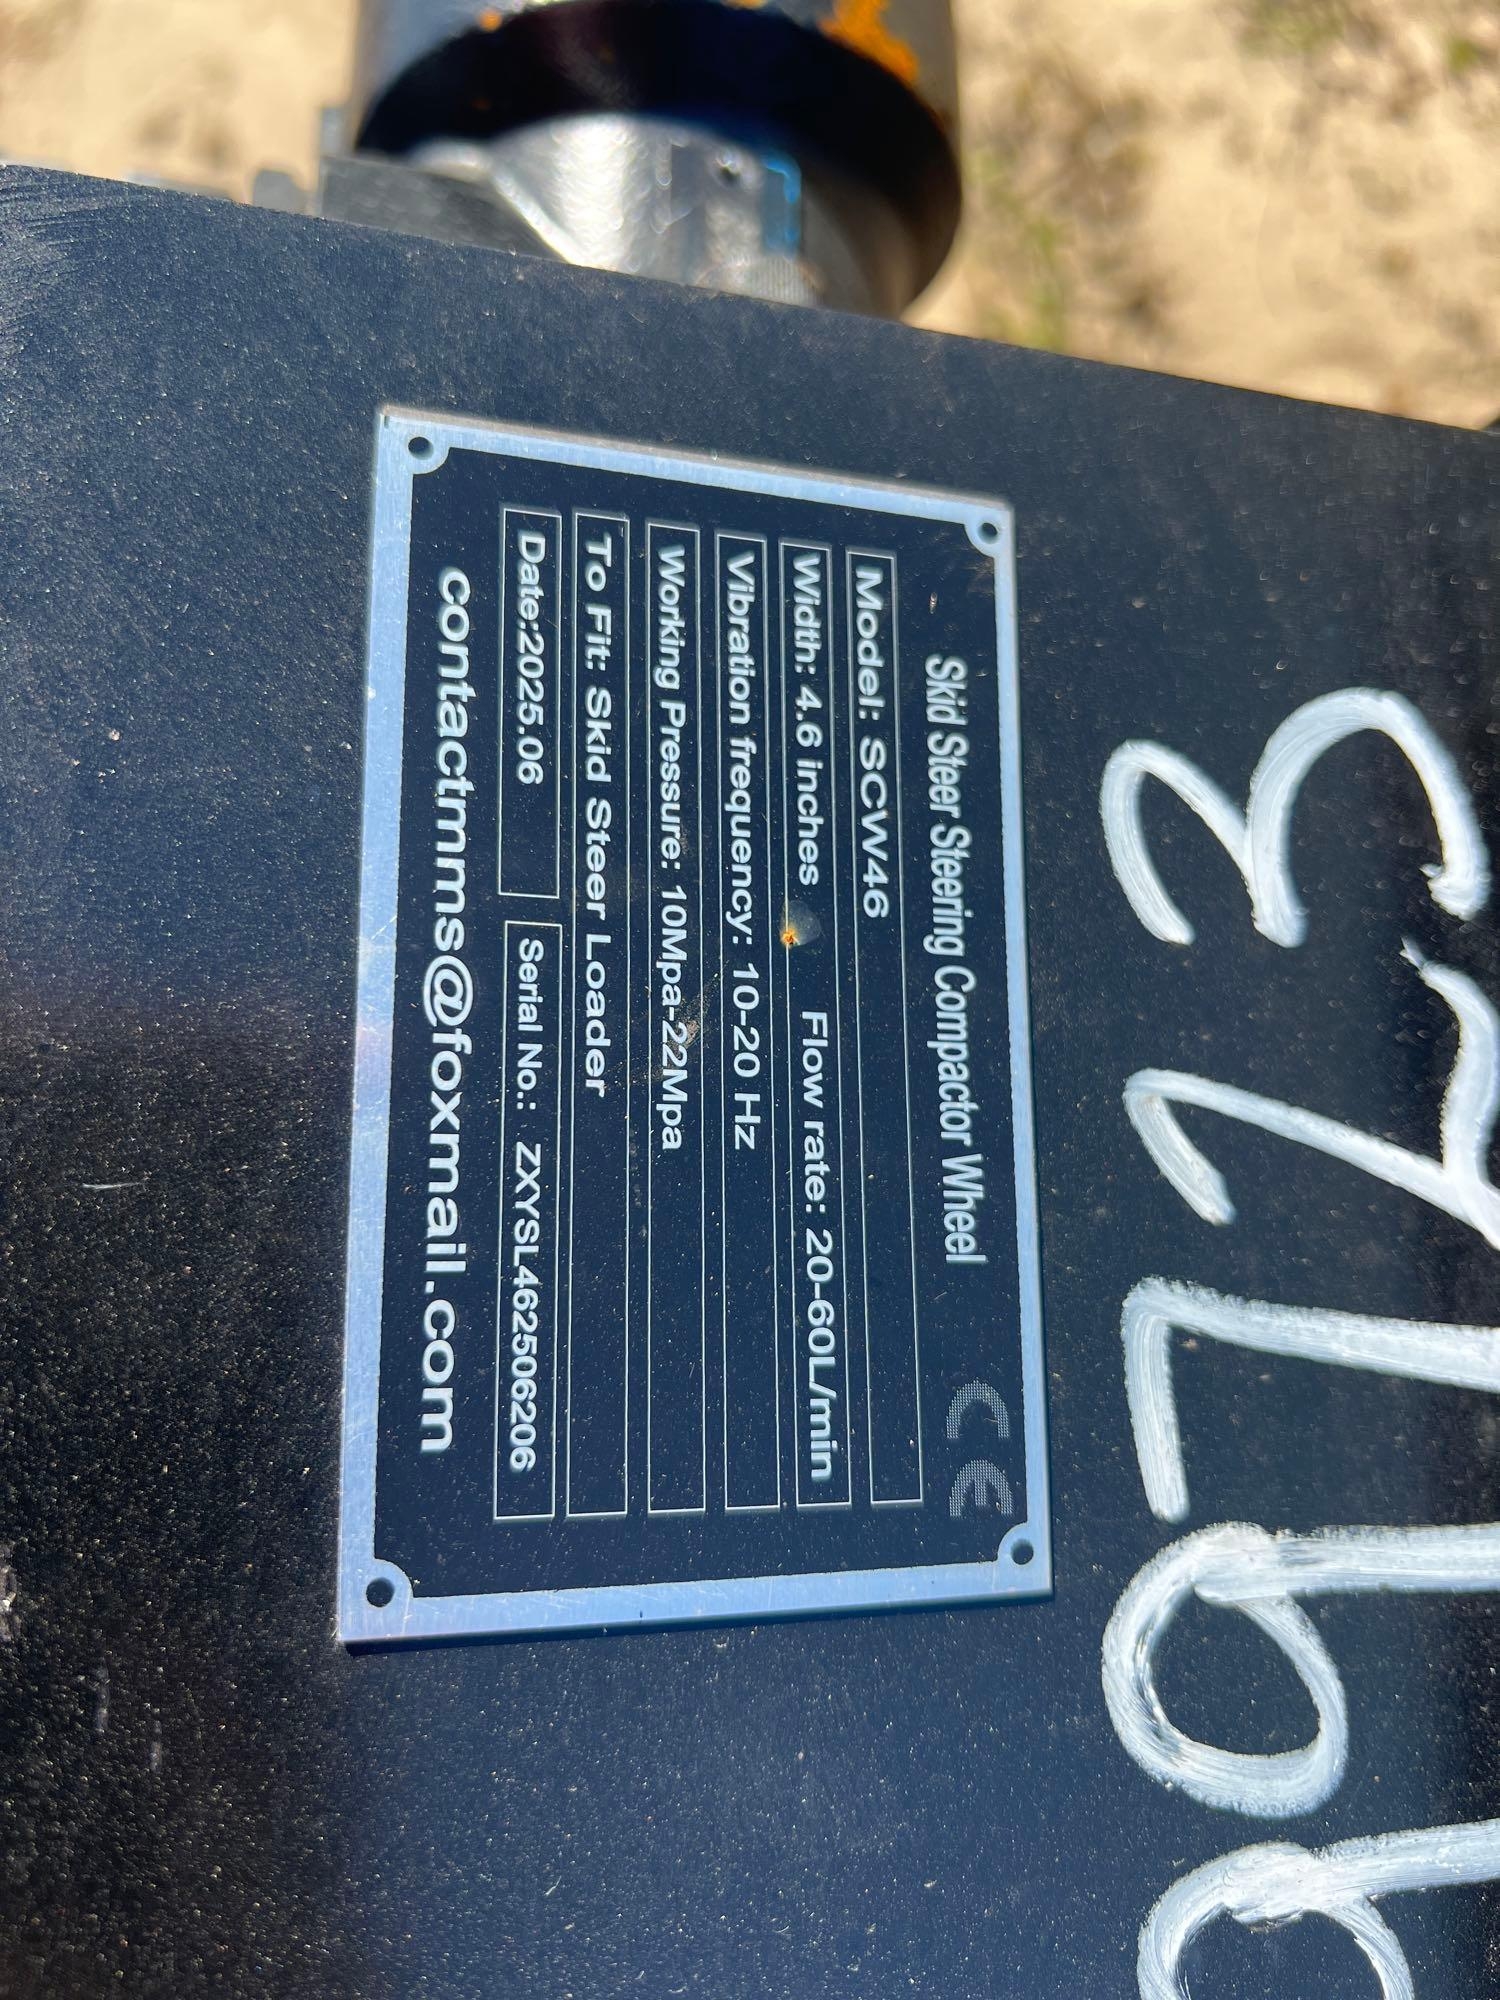 Skid Steer Steering Compactor Wheel CE
Model: SCW46
Width: 4.6 inches Flow rate: 20-60L/min
Vibration frequency: 10-20 Hz
Working Pressure: 10Mpa-22Mpa
To Fit: Skid Steer Loader
Date:2025.06 Serial No.: ZXYSL462506206
contactmms@foxmail.com